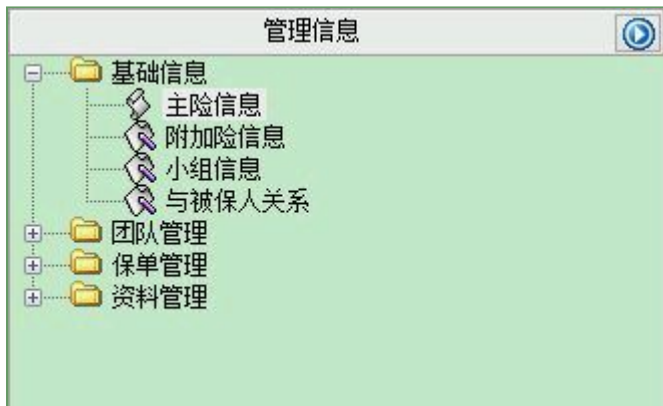 管理信息
基础信息
主险信息
附加险信息
小组信息
与被保人关系
团队管理
保单管理
资料管理